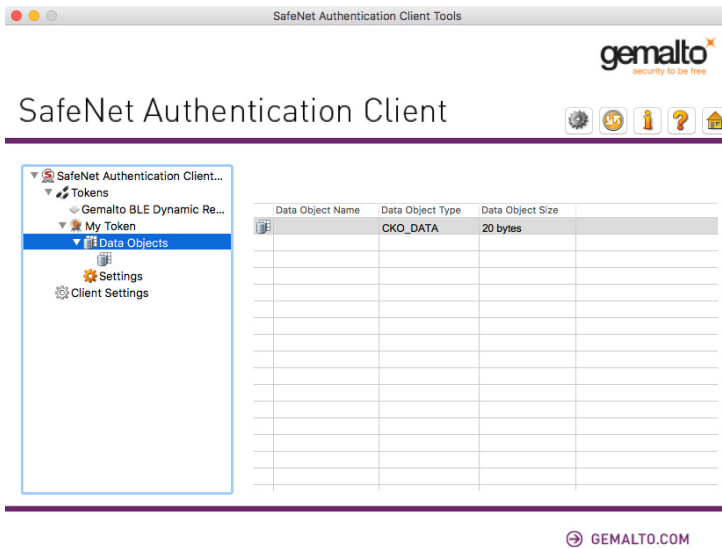 SafeNet Authentication Client Tools
gemalto
security to be free
SafeNet Authentication Client
SafeNet Authentication Client...
Tokens
Gemalto BLE Dynamic Re...
My Token
Data Objects
Settings
Client Settings
Data Object Name Data Object Type Data Object Size
CKO_DATA 20 bytes
GEMALTO.COM